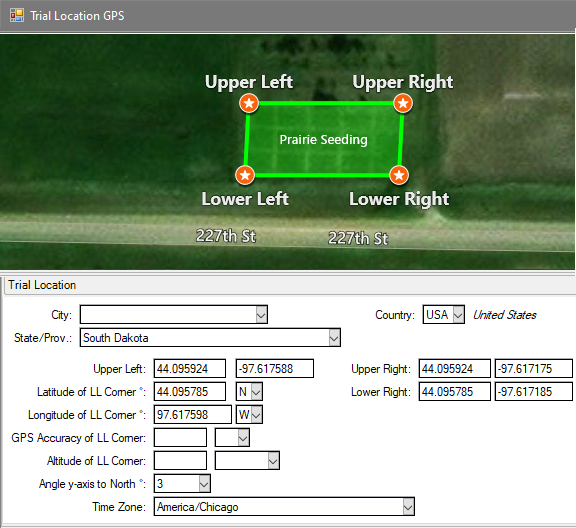 Trial Location GPS
Upper Left Upper Right
Prairie Seeding
Lower Left Lower Right
227th St 227th St
Trial Location
City: Country: USA United States
State/Prov.: South Dakota
Upper Left: 44.095924 -97.617588 Upper Right: 44.095924 -97.617175
Latitude of LL Corner °: 44.095785 N Lower Right: 44.095785 -97.617185
Longitude of LL Corner °: 97.617598 W
GPS Accuracy of LL Corner:
Altitude of LL Corner:
Angle y-axis to North °: 3
Time Zone: America/Chicago